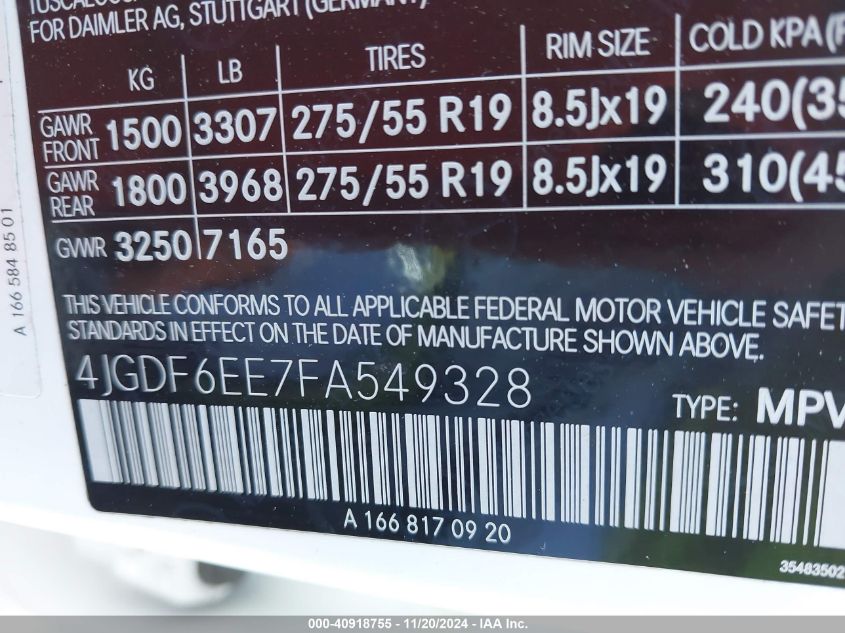 FOR DAIMLER AG, STUTTGART (GERMANY)
KG LB TIRES RIM SIZE COLD KPA
GAWR FRONT 1500 3307 275/55 R19 8.5Jx19 240(35
GAWR REAR 1800 3968 275/55 R19 8.5Jx19 310(45
GVWR 3250 7165
THIS VEHICLE CONFORMS TO ALL APPLICABLE FEDERAL MOTOR VEHICLE SAFETY
STANDARDS IN EFFECT ON THE DATE OF MANUFACTURE SHOWN ABOVE.
4JGDF6EE7FA549328
TYPE: MPV
A 166 817 09 20
35483502
A 166 584 85 01
000-40918755 - 11/20/2024 - IAA Inc.